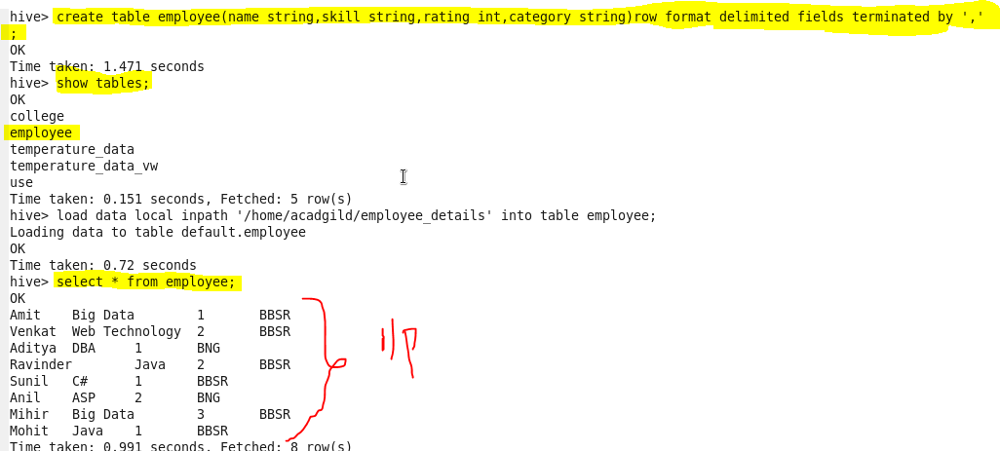 hive> create table employee(name string,skill string,rating int,category string)row format delimited fields terminated by ','
;
OK
Time taken: 1.471 seconds
hive> show tables;
OK
college
employee
temperature_data
temperature_data_vw
use
Time taken: 0.151 seconds, Fetched: 5 row(s)
hive> load data local inpath '/home/acadgild/employee_details' into table employee;
Loading data to table default.employee
OK
Time taken: 0.72 seconds
hive> select * from employee;
OK
Amit    Big Data        1       BBSR
Venkat  Web Technology  2       BBSR
Aditya  DBA     1       BNG
Ravinder        Java    2       BBSR
Sunil   C#      1       BBSR
Anil    ASP     2       BNG
Mihir   Big Data        3       BBSR
Mohit   Java    1       BBSR
I/P
Time taken: 0.991 seconds, Fetched: 8 row(s)